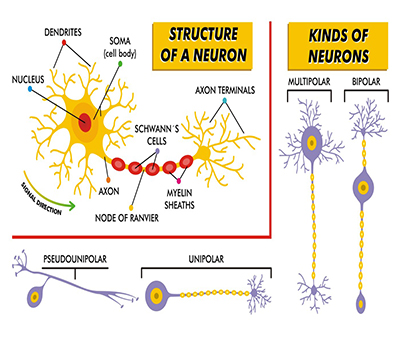 STRUCTURE
OF A NEURON
DENDRITES
SOMA
(cell body)
NUCLEUS
AXON TERMINALS
SCHWANN`S
CELLS
AXON
MYELIN
SHEATHS
NODE OF RANVIER
SIGNAL DIRECTION
KINDS OF
NEURONS
MULTIPOLAR
BIPOLAR
PSEUDOUNIPOLAR
UNIPOLAR